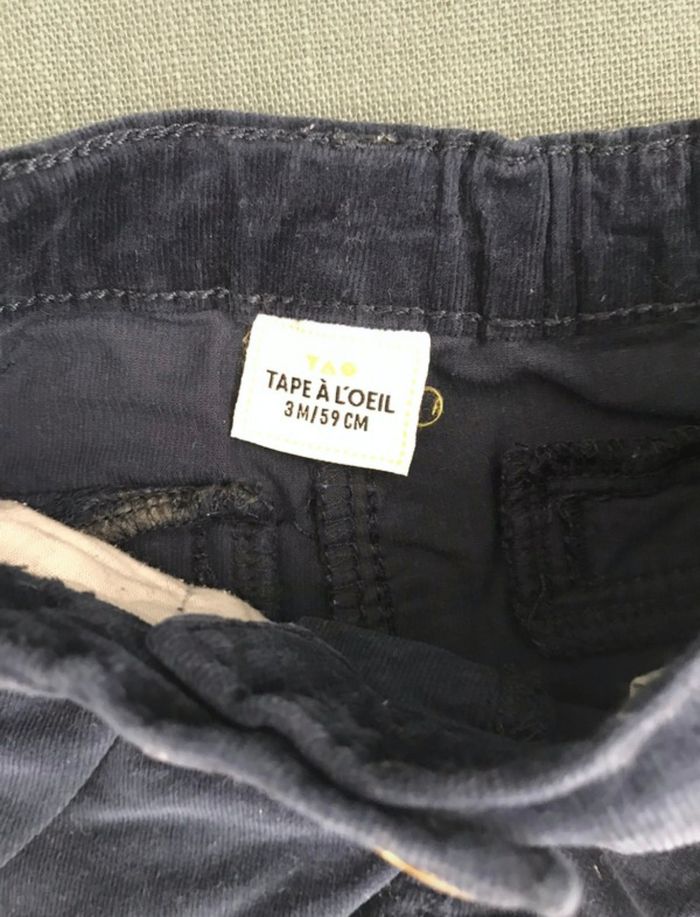 TAO
TAPE À L'OEIL
3M/59CM